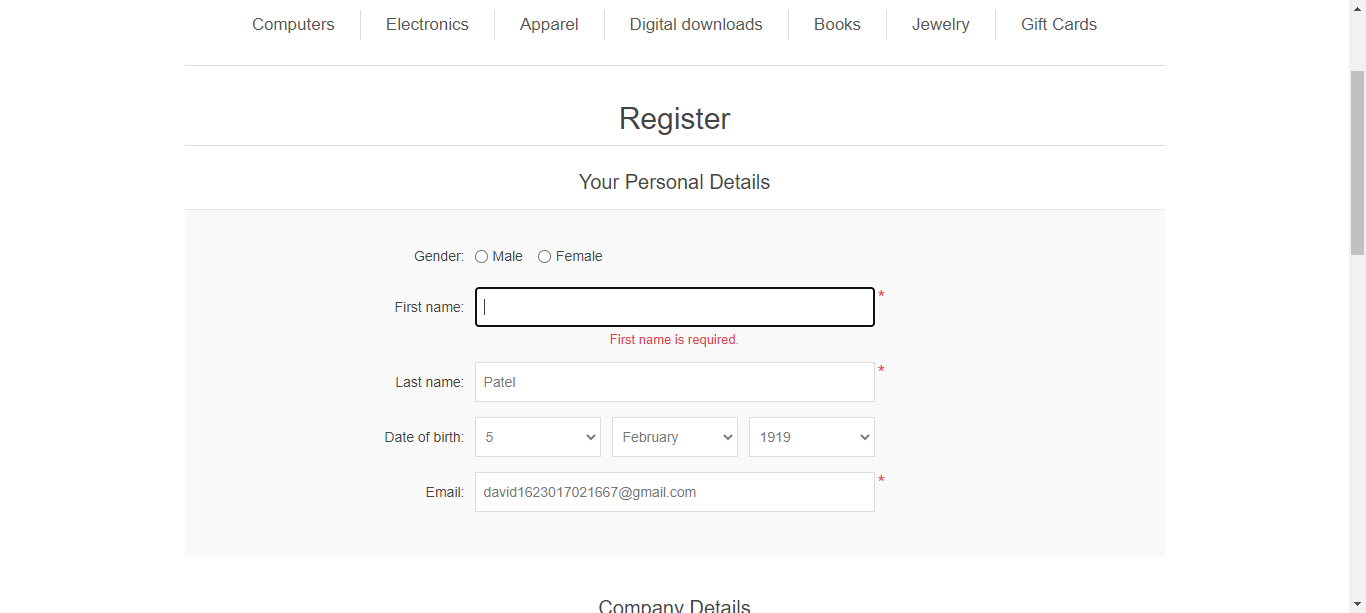 Computers Electronics Apparel Digital downloads Books Jewelry Gift Cards
Register
Your Personal Details
Gender: Male Female
First name: *
First name is required.
Last name: Patel *
Date of birth: 5 February 1919
Email: david1623017021667@gmail.com *
Company Details